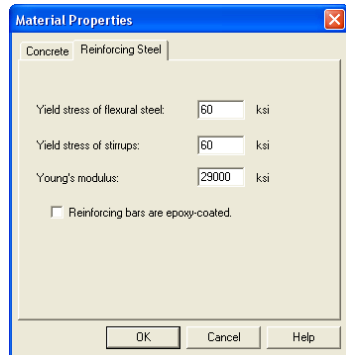 Material Properties
Concrete Reinforcing Steel
Yield stress of flexural steel: 60 ksi
Yield stress of stirrups: 60 ksi
Young's modulus: 29000 ksi
Reinforcing bars are epoxy-coated.
OK Cancel Help